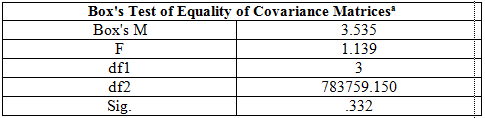 Box's Test of Equality of Covariance Matricesᵃ
Box's M 3.535
F 1.139
df1 3
df2 783759.150
Sig. .332